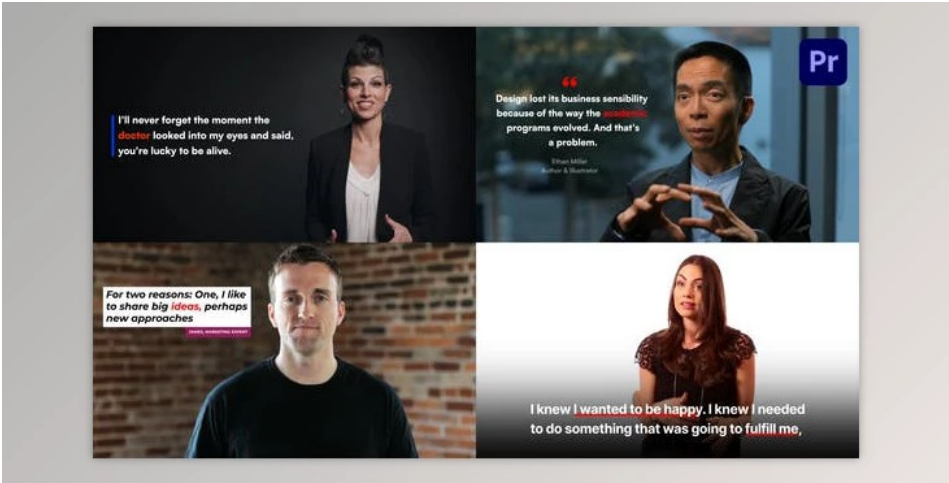 I'll never forget the moment the
doctor looked into my eyes and said,
you're lucky to be alive.
Pr
“
Design lost its business sensibility
because of the way the academic
programs evolved. And that's
a problem.
Ethan Miller
Author & Illustrator
For two reasons: One, I like
to share big ideas, perhaps
new approaches
JAMES, MARKETING EXPERT
I knew I wanted to be happy. I knew I needed
to do something that was going to fulfill me,